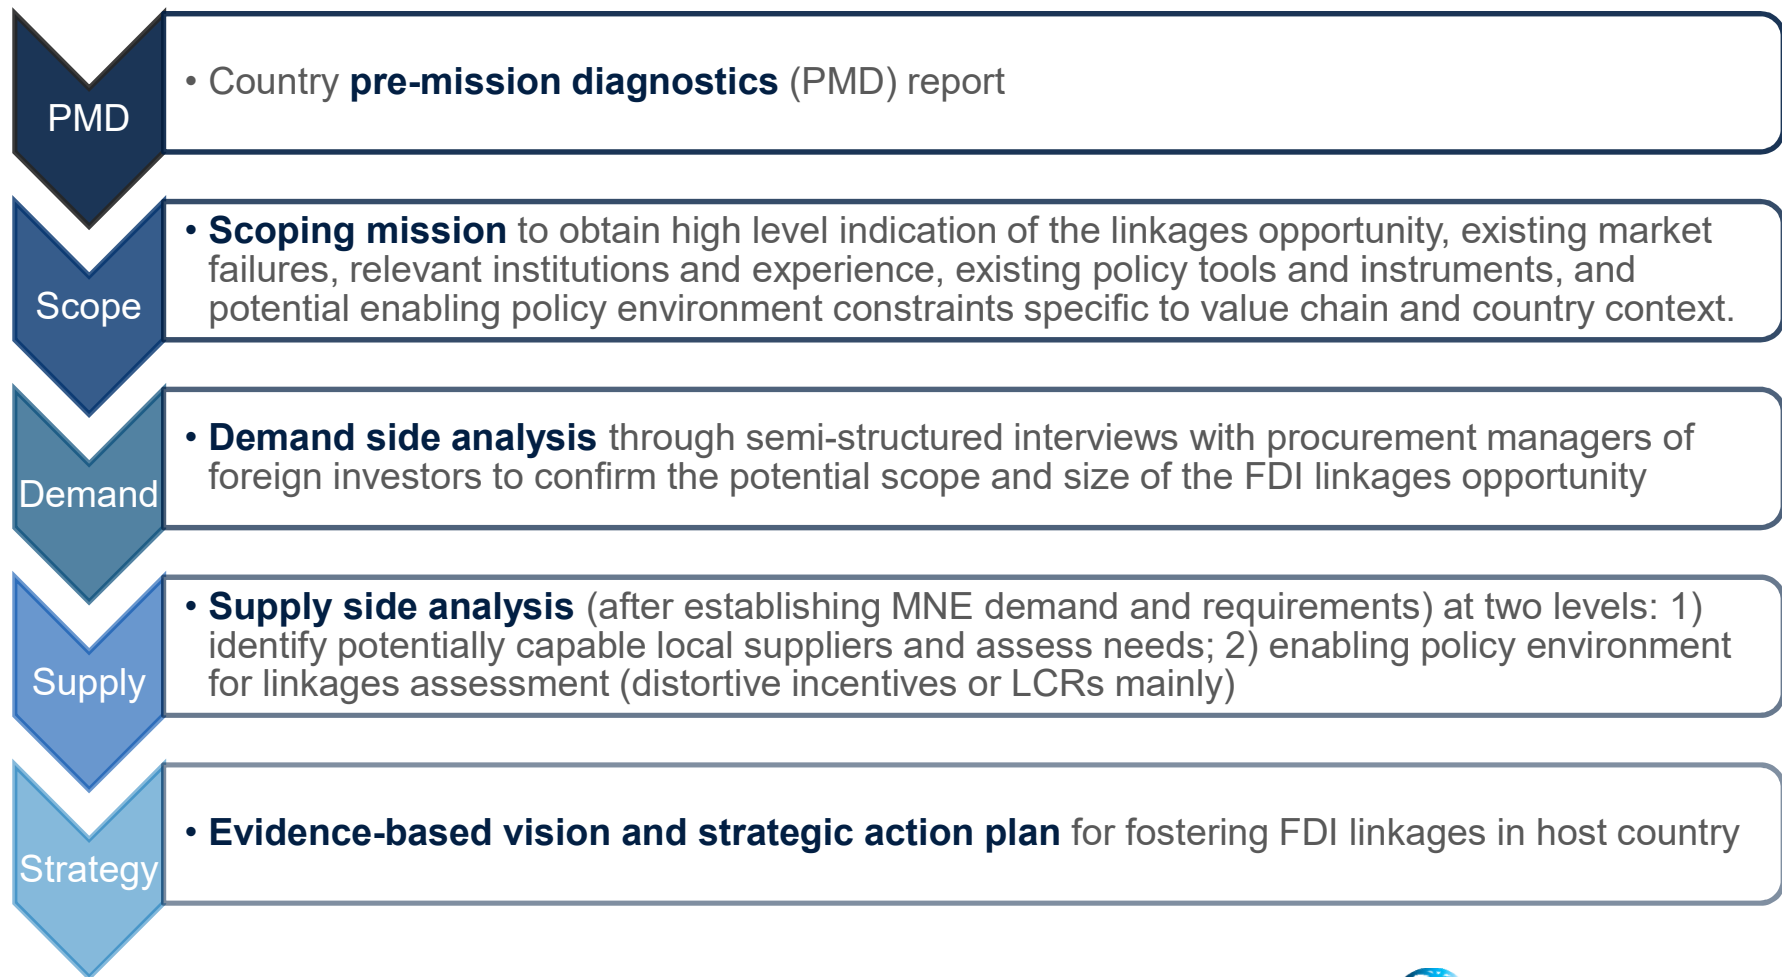 PMD
• Country pre-mission diagnostics (PMD) report
Scope
• Scoping mission to obtain high level indication of the linkages opportunity, existing market
failures, relevant institutions and experience, existing policy tools and instruments, and
potential enabling policy environment constraints specific to value chain and country context.
Demand
• Demand side analysis through semi-structured interviews with procurement managers of
foreign investors to confirm the potential scope and size of the FDI linkages opportunity
Supply
• Supply side analysis (after establishing MNE demand and requirements) at two levels: 1)
identify potentially capable local suppliers and assess needs; 2) enabling policy environment
for linkages assessment (distortive incentives or LCRs mainly)
Strategy
• Evidence-based vision and strategic action plan for fostering FDI linkages in host country